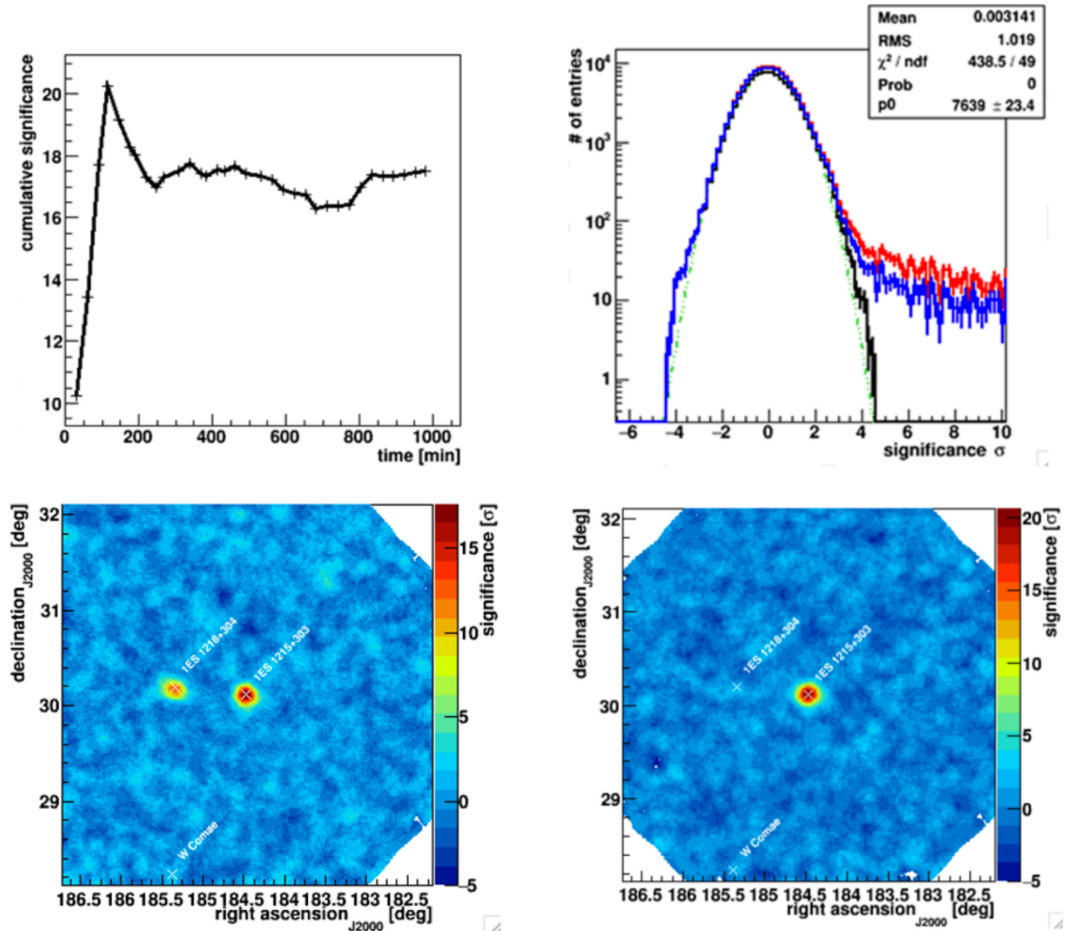 cumulative significance
20
18
16
14
12
10
0 200 400 600 800 1000
time [min]
Mean 0.003141
RMS 1.019
χ² / ndf 438.5 / 49
Prob 0
p0 7639 ± 23.4
# of entries
10⁴
10³
10²
10
1
−6 −4 −2 0 2 4 6 8 10
significance σ
declination J2000 [deg]
32
31
30
29
1ES 1218+304
1ES 1215+303
W Comae
186.5 186 185.5 185 184.5 184 183.5 183 182.5
right ascension J2000 [deg]
significance [σ]
15
10
5
0
−5
declination J2000 [deg]
32
31
30
29
1ES 1218+304
1ES 1215+303
W Comae
186.5 186 185.5 185 184.5 184 183.5 183 182.5
right ascension J2000 [deg]
significance [σ]
20
15
10
5
0
−5